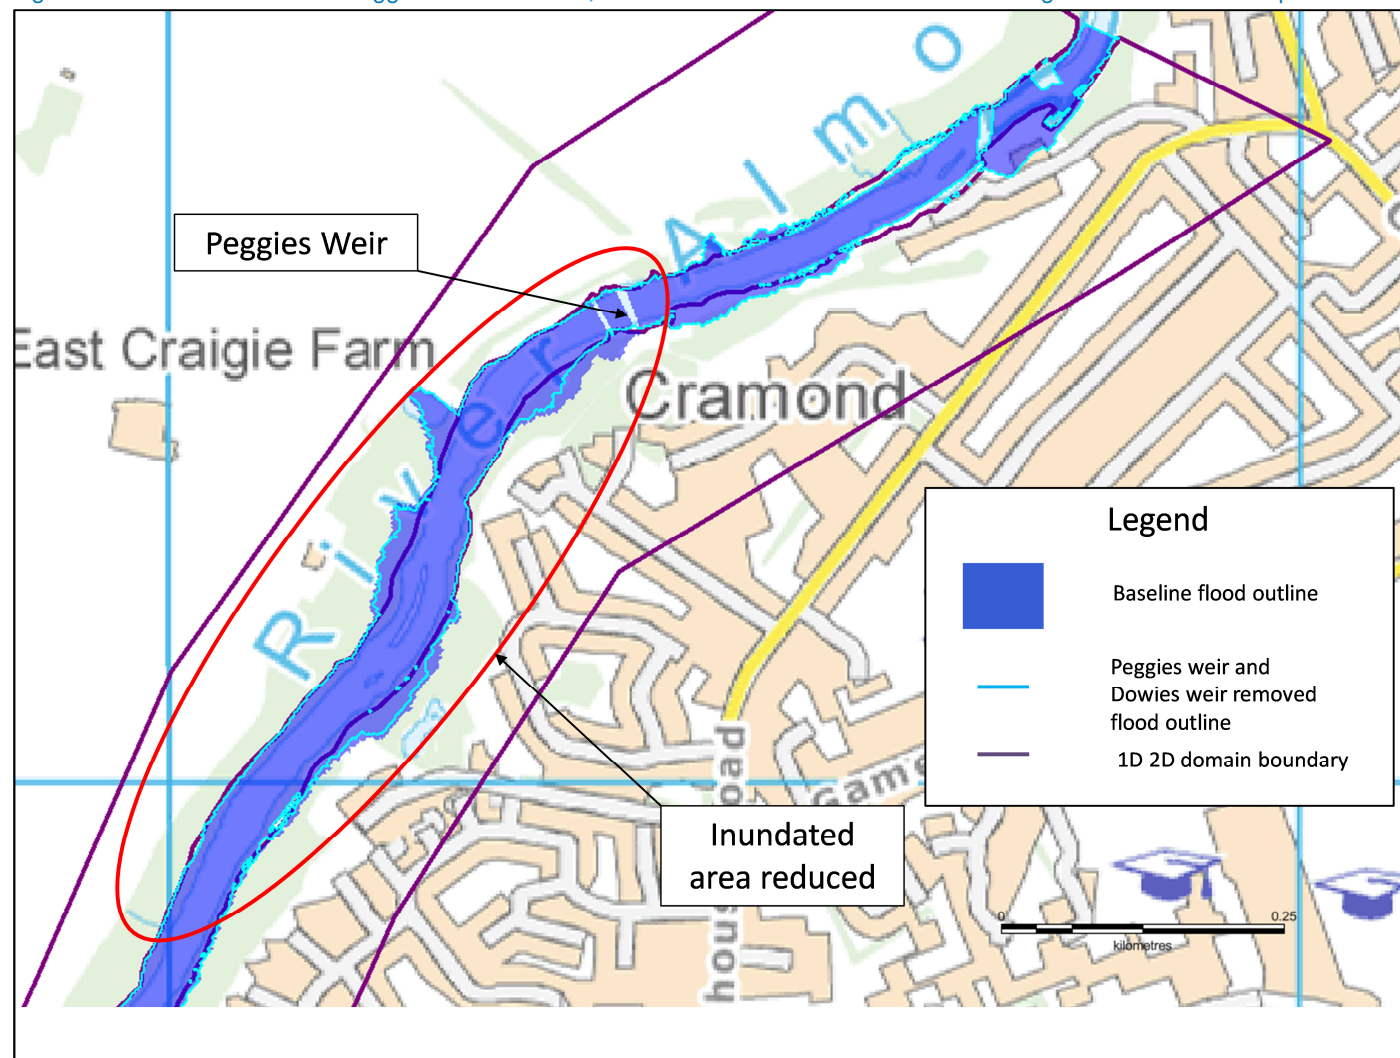 River Almo
Peggies Weir
East Craigie Farm
Cramond
Legend
Baseline flood outline
Peggies weir and
Dowies weir removed
flood outline
1D 2D domain boundary
Inundated
area reduced
0 0.25
kilometres